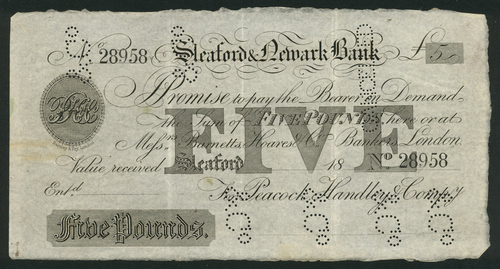 28958 Sleaford & Newark Bank £ 5
I Promise to pay the Bearer on Demand
the Sum of FIVE POUNDS, here or at
Messrs. Barnetts, Hoares & Co. Bankers, London.
Value received Sleaford 18 No 28958
FIVE
Entd. For Peacock, Handley & Compy
Five Pounds.